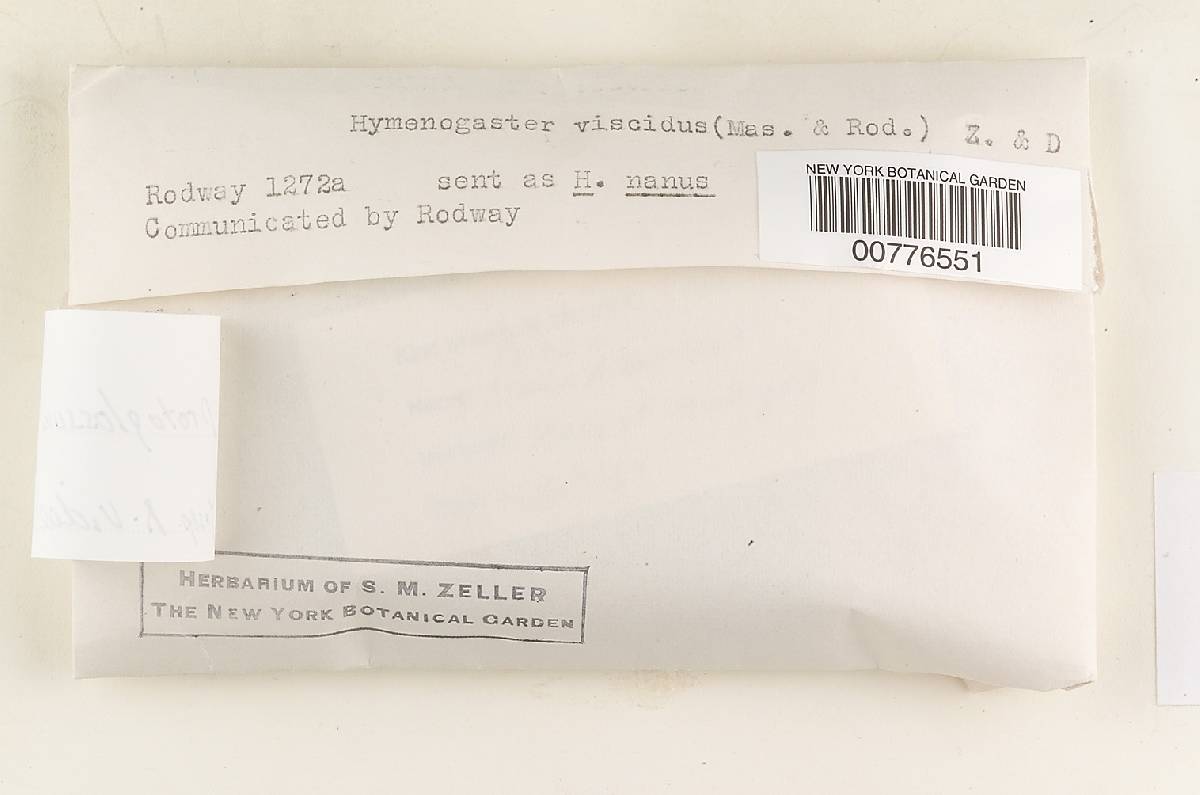 Hymenogaster viscidus(Mas. & Rod.) Z. & D
Rodway 1272a sent as H. nanus
Communicated by Rodway
NEW YORK BOTANICAL GARDEN
00776551
HERBARIUM OF S. M. ZELLER
THE NEW YORK BOTANICAL GARDEN